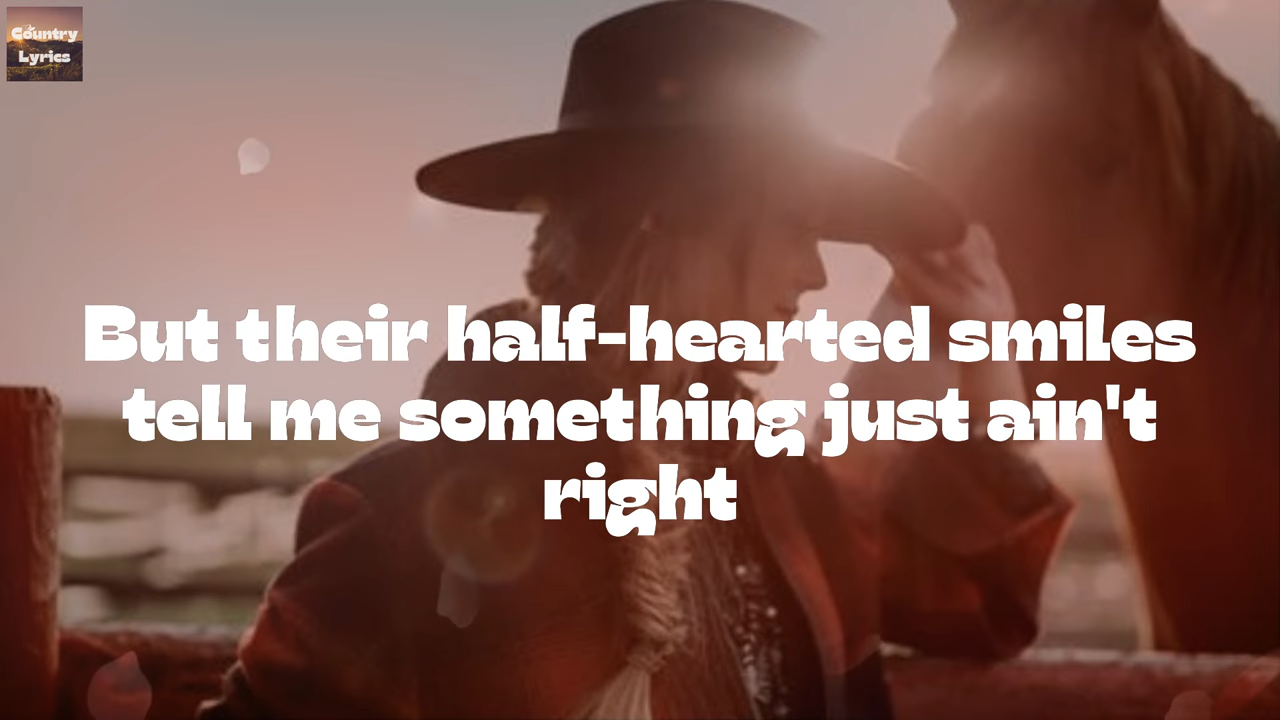 Country
Lyrics
But their half-hearted smiles
tell me something just ain't
right